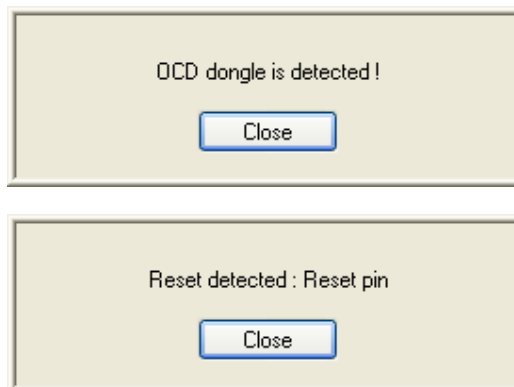 OCD dongle is detected !
Close
Reset detected : Reset pin
Close